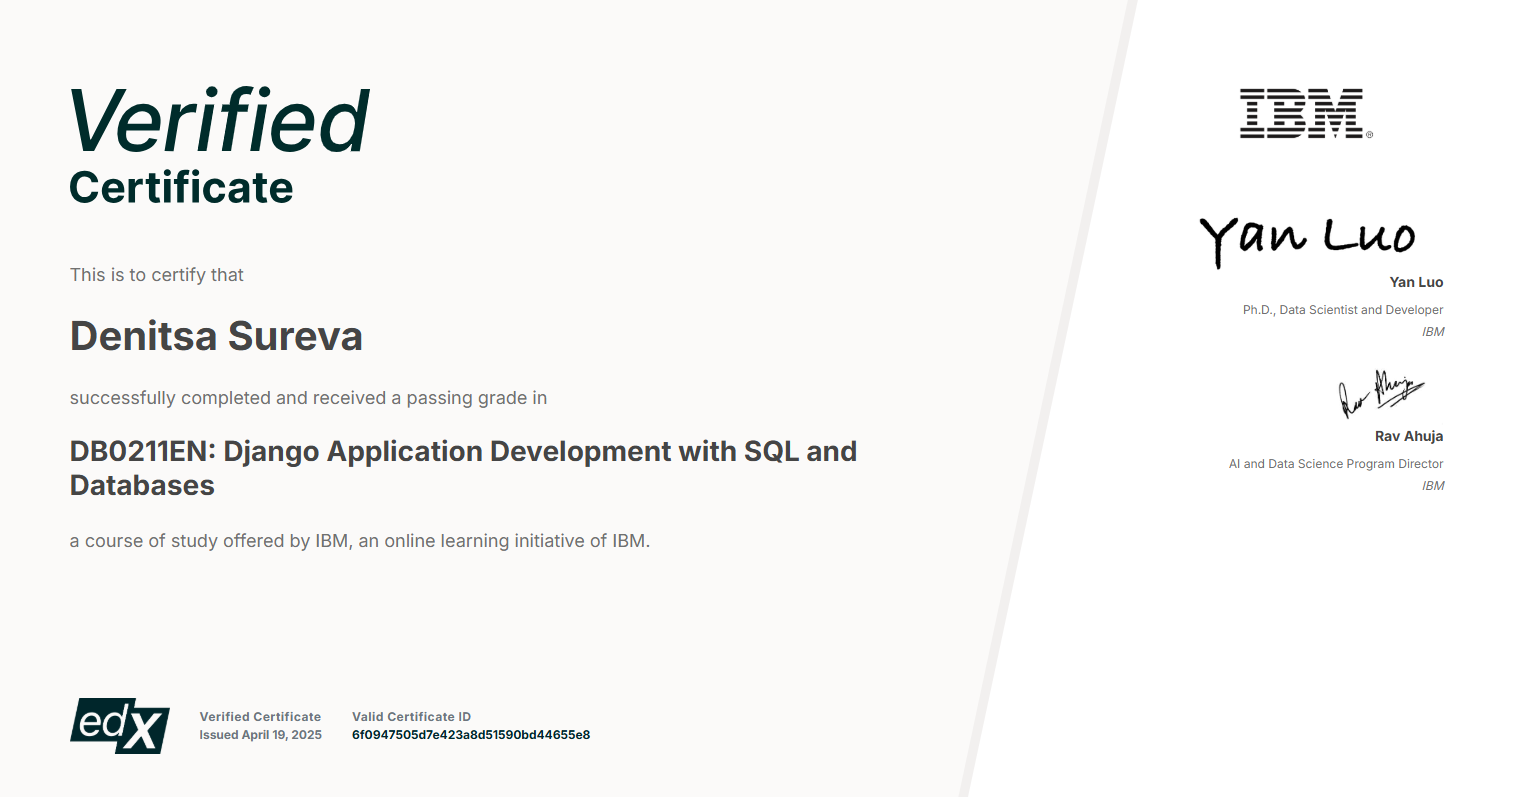 Verified
Certificate
This is to certify that
Denitsa Sureva
successfully completed and received a passing grade in
DB0211EN: Django Application Development with SQL and
Databases
a course of study offered by IBM, an online learning initiative of IBM.
edX
Verified Certificate
Issued April 19, 2025
Valid Certificate ID
6f0947505d7e423a8d51590bd44655e8
IBM®
Yan Luo
Yan Luo
Ph.D., Data Scientist and Developer
IBM
Rav Ahuja
Rav Ahuja
AI and Data Science Program Director
IBM